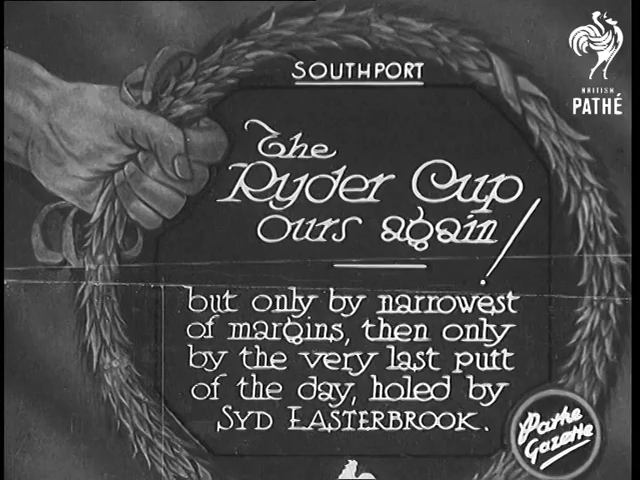 SOUTHPORT
The
Ryder Cup
ours again!
but only by narrowest
of margins, then only
by the very last putt
of the day, holed by
SYD EASTERBROOK.
BRITISH
PATHÉ
Pathe
Gazette